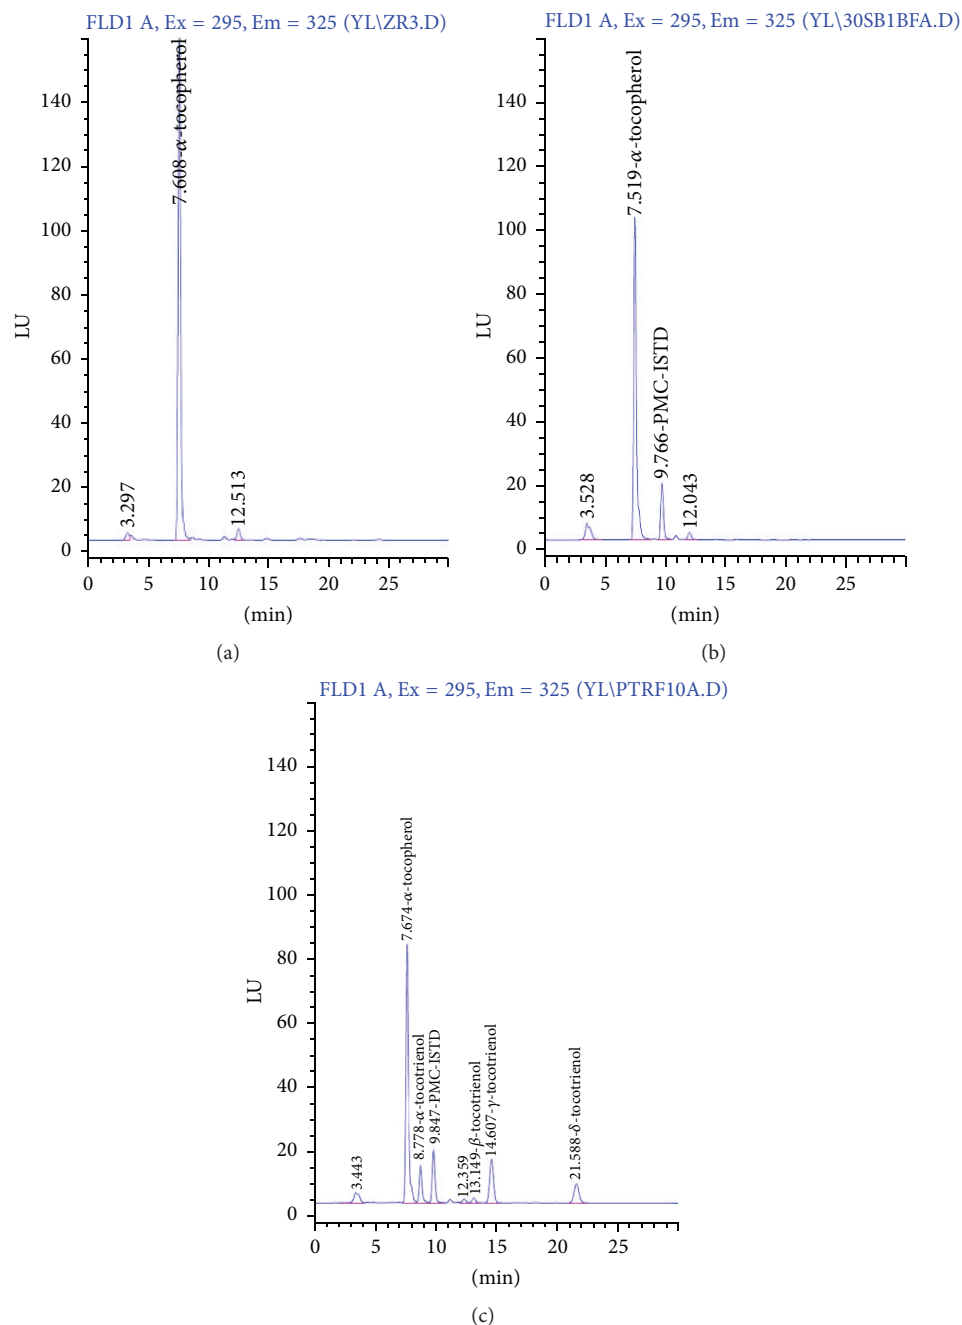 FLD1 A, Ex = 295, Em = 325 (YL\ZR3.D)
140
120
100
80
60
40
20
0
LU
3.297
7.608-α-tocopherol
12.513
0 5 10 15 20 25
(min)
(a)
FLD1 A, Ex = 295, Em = 325 (YL\30SB1BFA.D)
140
120
100
80
60
40
20
0
LU
3.528
7.519-α-tocopherol
9.766-PMC-ISTD
12.043
0 5 10 15 20 25
(min)
(b)
FLD1 A, Ex = 295, Em = 325 (YL\PTRF10A.D)
140
120
100
80
60
40
20
0
LU
3.443
7.674-α-tocopherol
8.778-α-tocotrienol
9.847-PMC-ISTD
12.359
13.149-β-tocotrienol
14.607-γ-tocotrienol
21.588-δ-tocotrienol
0 5 10 15 20 25
(min)
(c)